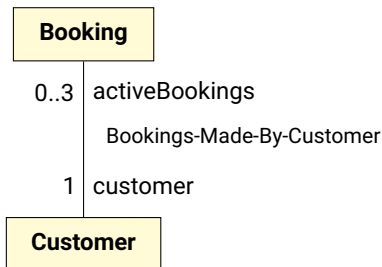 Booking
0..3 activeBookings
Bookings-Made-By-Customer
1 customer
Customer